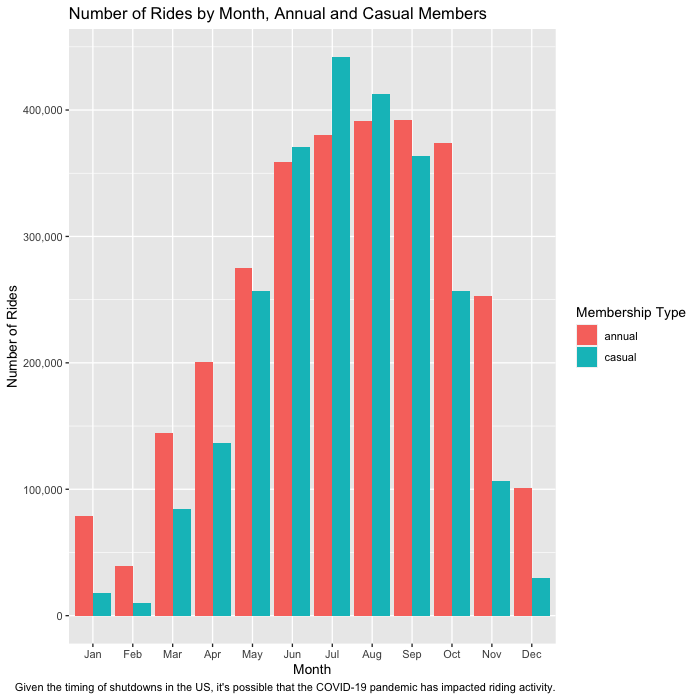 Number of Rides by Month, Annual and Casual Members
Number of Rides
400,000
300,000
200,000
100,000
0
Jan Feb Mar Apr May Jun Jul Aug Sep Oct Nov Dec
Month
Membership Type
annual
casual
Given the timing of shutdowns in the US, it's possible that the COVID-19 pandemic has impacted riding activity.